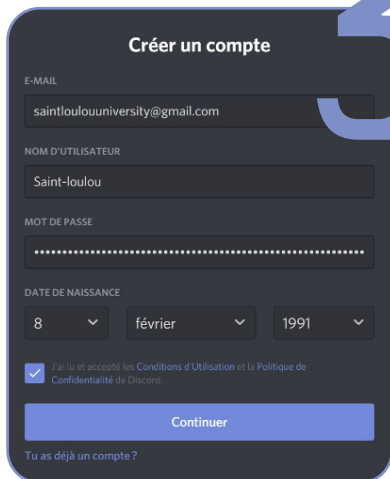 3
Créer un compte
E-MAIL
saintloulouuniversity@gmail.com
NOM D'UTILISATEUR
Saint-loulou
MOT DE PASSE
DATE DE NAISSANCE
8 février 1991
J'ai lu et accepté les Conditions d'Utilisation et la Politique de
Confidentialité de Discord.
Continuer
Tu as déjà un compte ?